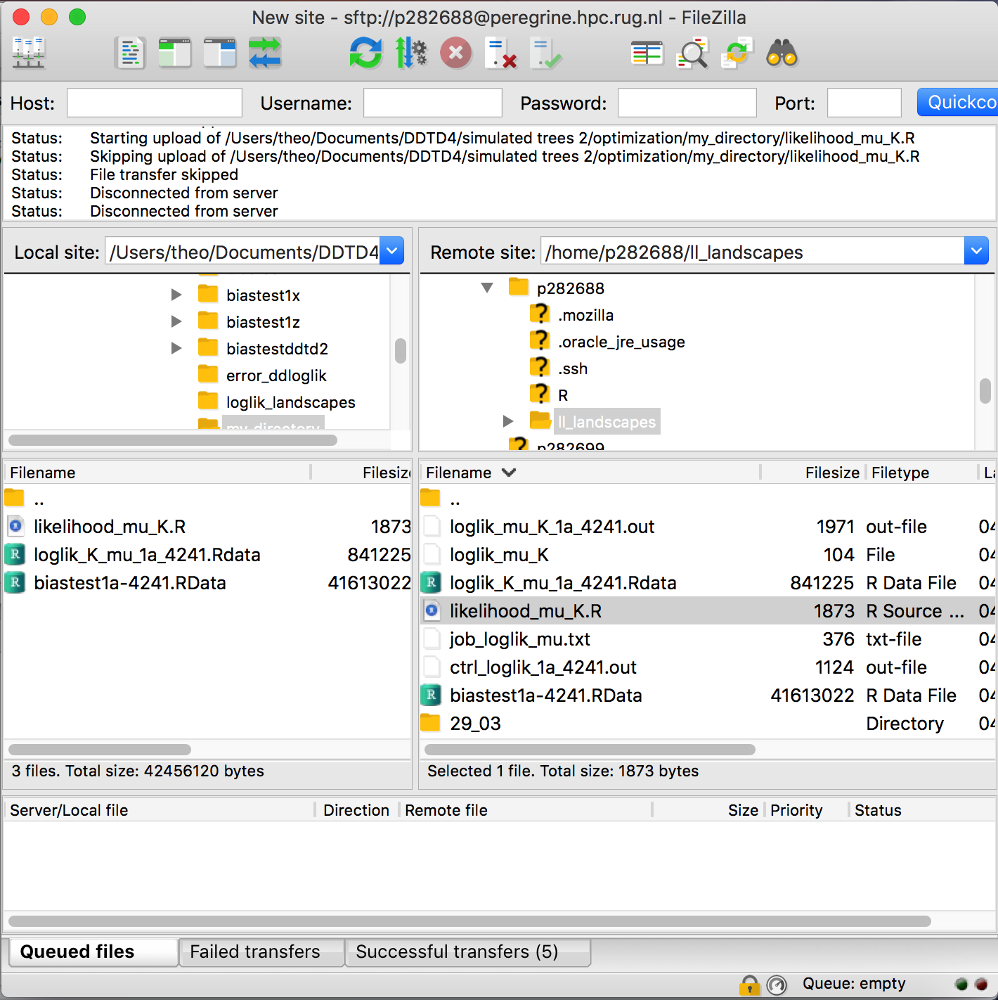 New site - sftp://p282688@peregrine.hpc.rug.nl - FileZilla
Host: Username: Password: Port: Quickco
Status: Starting upload of /Users/theo/Documents/DDTD4/simulated trees 2/optimization/my_directory/likelihood_mu_K.R
Status: Skipping upload of /Users/theo/Documents/DDTD4/simulated trees 2/optimization/my_directory/likelihood_mu_K.R
Status: File transfer skipped
Status: Disconnected from server
Status: Disconnected from server
Local site: /Users/theo/Documents/DDTD4
biastest1x
biastest1z
biastestddtd2
error_ddloglik
loglik_landscapes
my_directory
Remote site: /home/p282688/ll_landscapes
p282688
.mozilla
.oracle_jre_usage
.ssh
R
ll_landscapes
p282699
Filename Filesiz
..
likelihood_mu_K.R 1873
loglik_K_mu_1a_4241.Rdata 841225
biastest1a-4241.RData 41613022
3 files. Total size: 42456120 bytes
Filename Filesize Filetype La
..
loglik_mu_K_1a_4241.out 1971 out-file 04
loglik_mu_K 104 File 04
loglik_K_mu_1a_4241.Rdata 841225 R Data File 04
likelihood_mu_K.R 1873 R Source ... 04
job_loglik_mu.txt 376 txt-file 04
ctrl_loglik_1a_4241.out 1124 out-file 04
biastest1a-4241.RData 41613022 R Data File 04
29_03 Directory 04
Selected 1 file. Total size: 1873 bytes
Server/Local file Direction Remote file Size Priority Status
Queued files Failed transfers Successful transfers (5)
Queue: empty